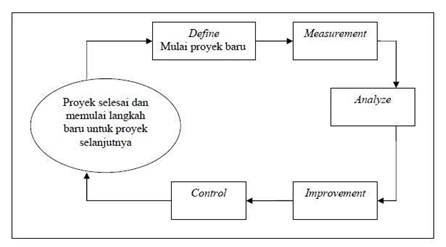 Define
Mulai proyek baru
Measurement
Analyze
Improvement
Control
Proyek selesai dan
memulai langkah
baru untuk proyek
selanjutnya